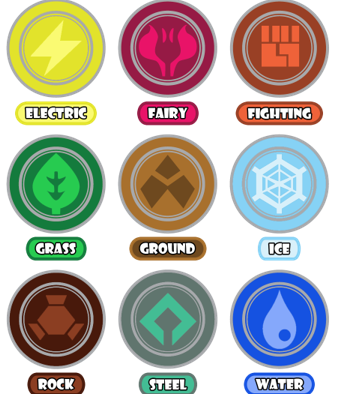 ELECTRIC
FAIRY
FIGHTING
GRASS
GROUND
ICE
ROCK
STEEL
WATER